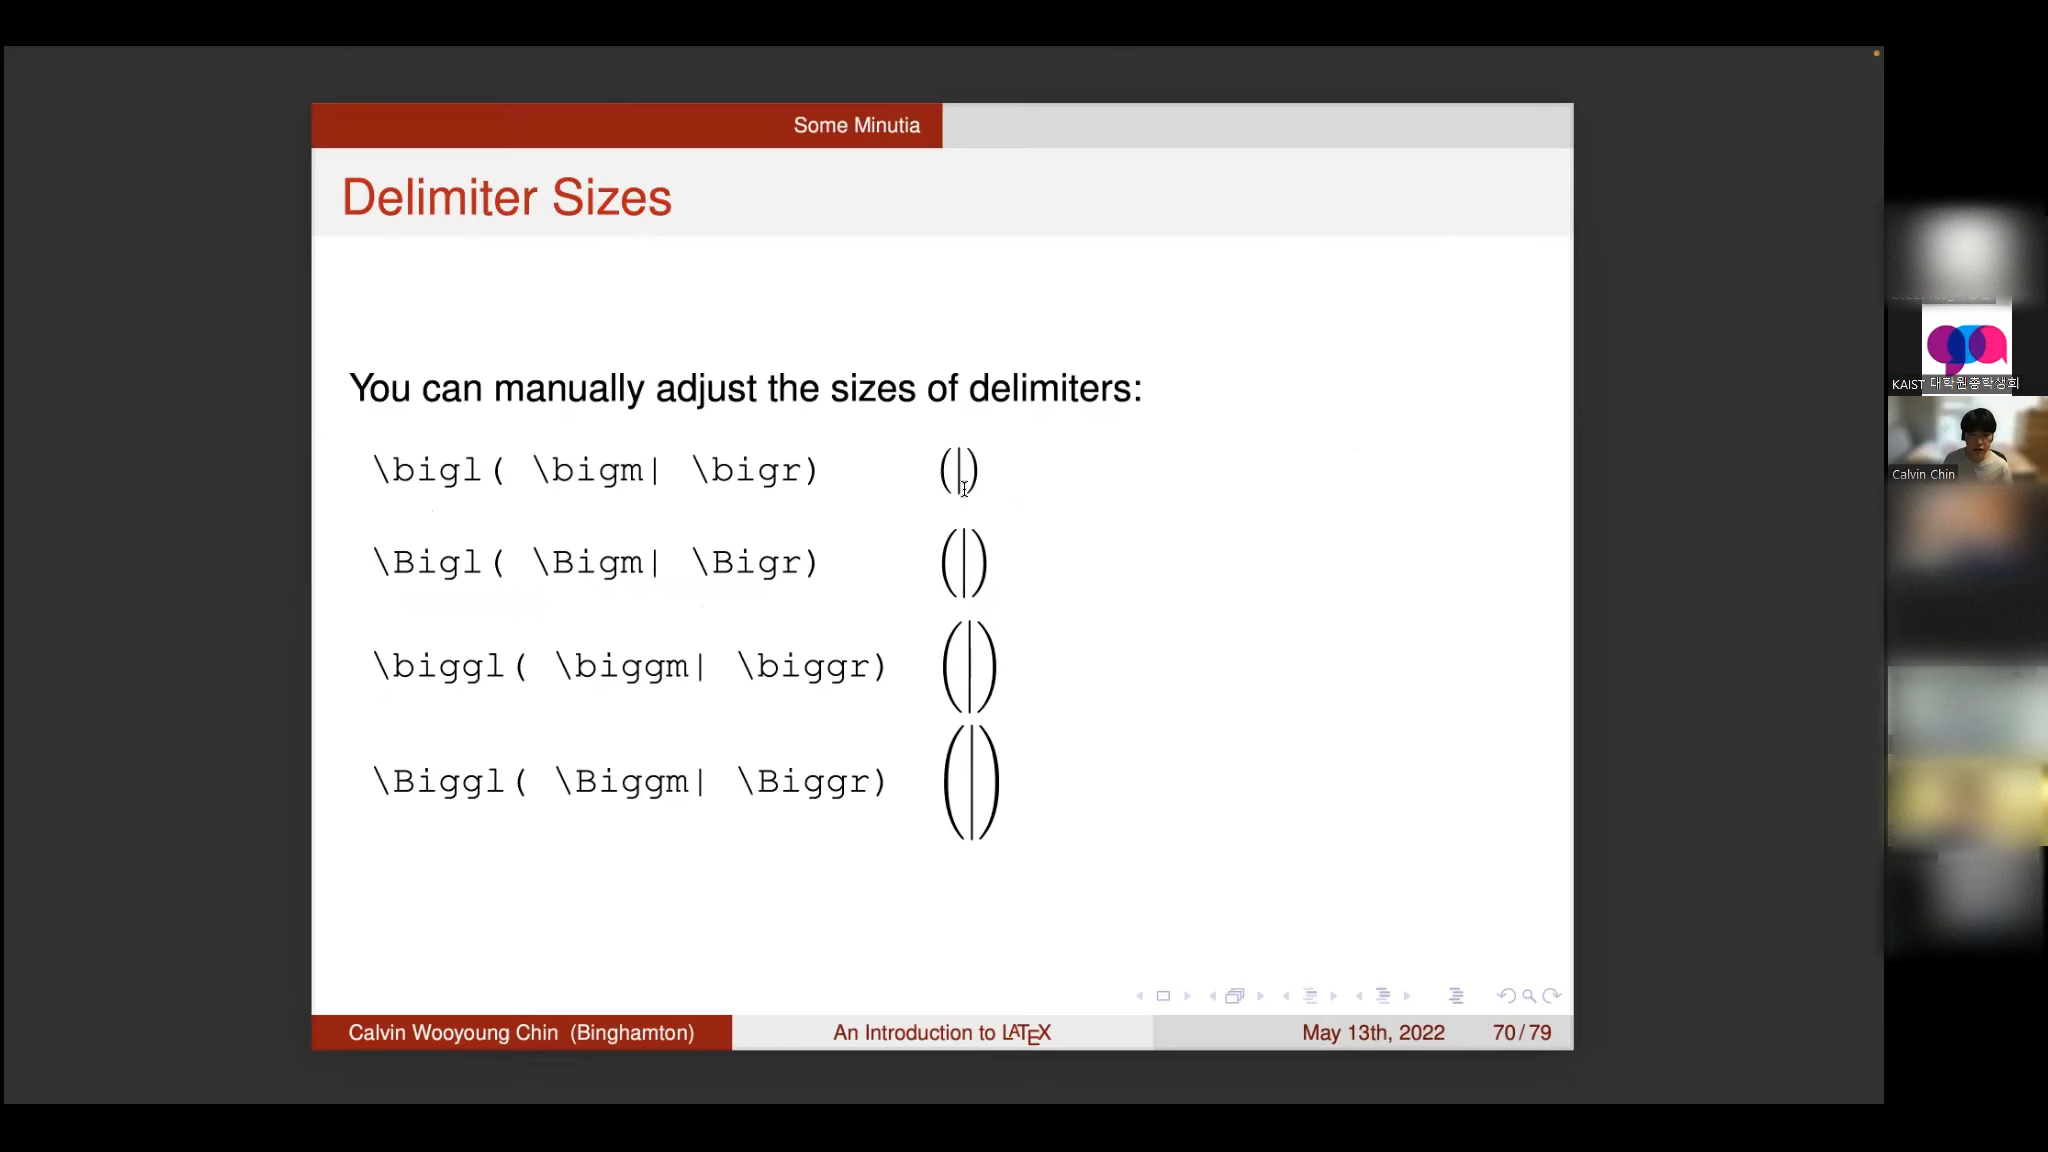 Some Minutia
Delimiter Sizes
You can manually adjust the sizes of delimiters:
\bigl( \bigm| \bigr) (|)
\Bigl( \Bigm| \Bigr) (|)
\biggl( \biggm| \biggr) (|)
\Biggl( \Biggm| \Biggr) (|)
Calvin Wooyoung Chin (Binghamton) An Introduction to LATEX May 13th, 2022 70/79
KAIST 대학원총학생회
Calvin Chin